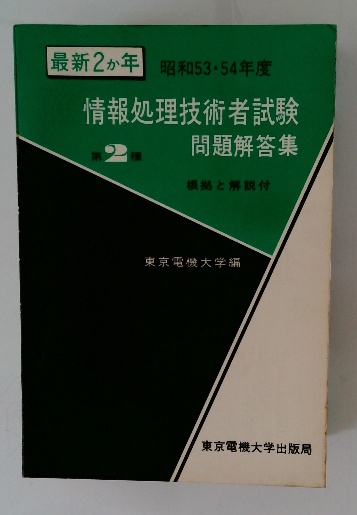 最新2か年
昭和53・54年度
情報処理技術者試験
問題解答集
第2種
根拠と解説付
東京電機大学編
東京電機大学出版局